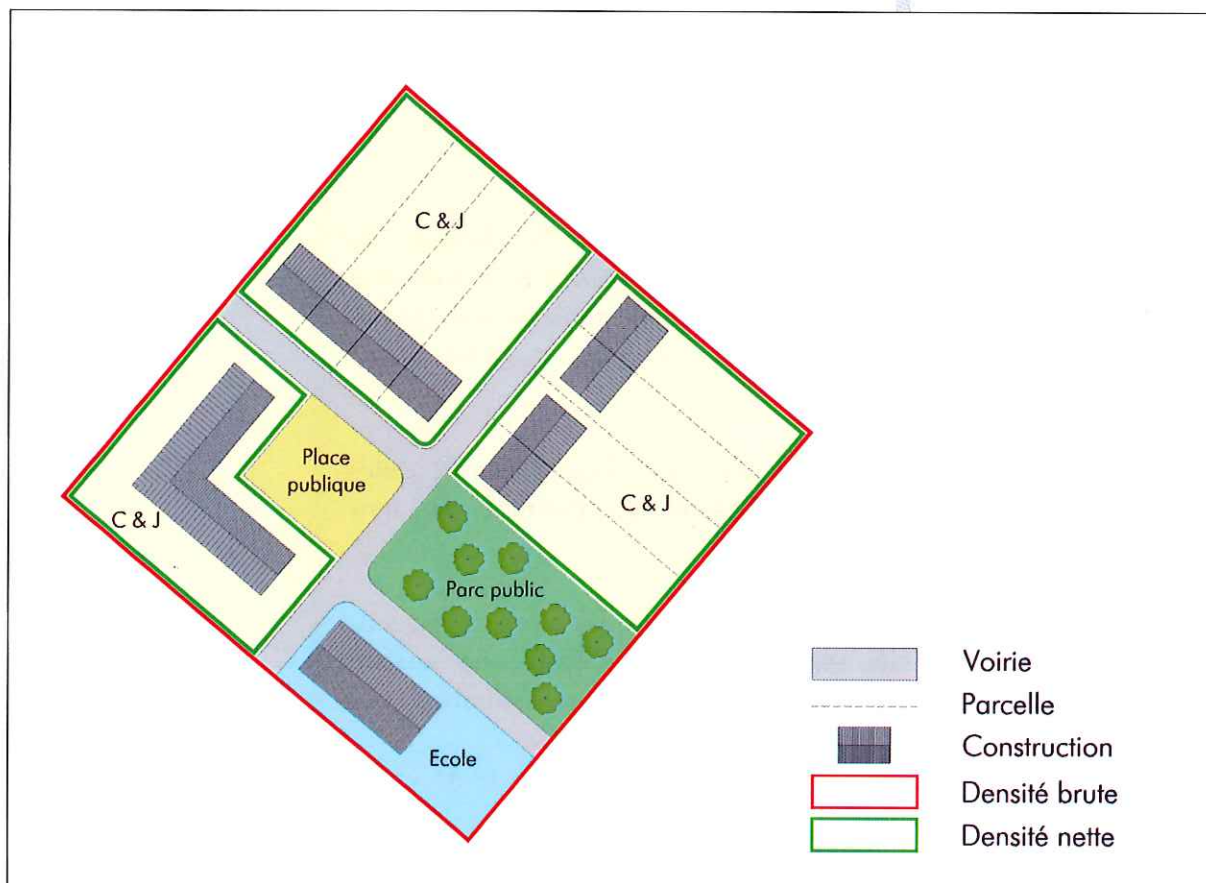 C & J
Place
publique
C & J
C & J
Parc public
Ecole
Voirie
Parcelle
Construction
Densité brute
Densité nette